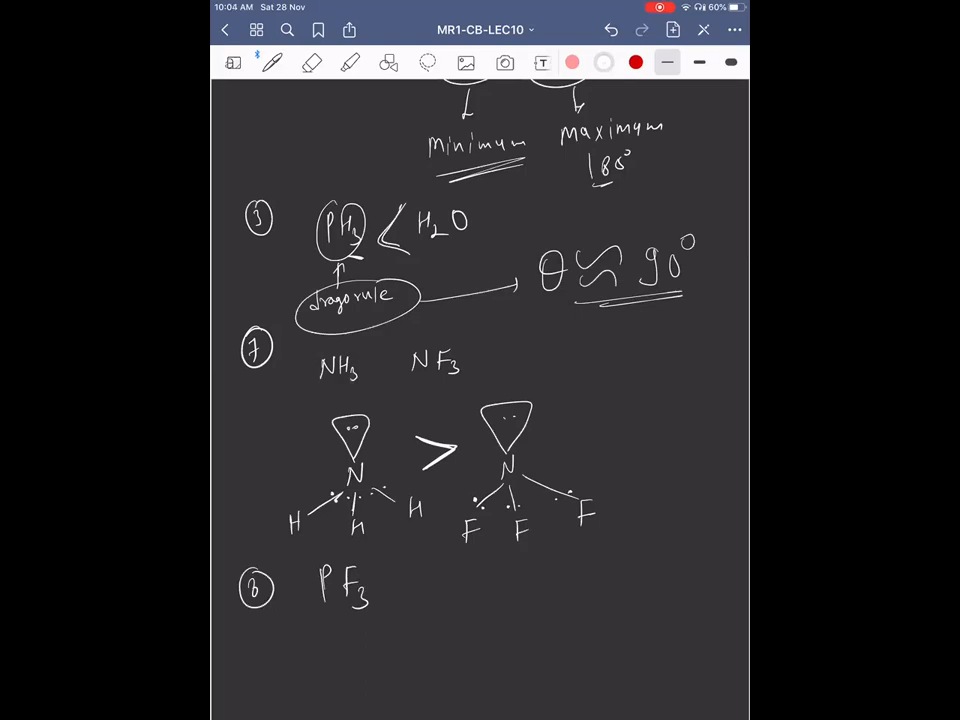 10:04 AM Sat 28 Nov 60%
MR1-CB-LEC10
T
minimum maximum
180°
3 PH3 < H2O
dragorule θ ≈ 90°
7 NH3 NF3
N > N
H H H F F F
8 PF3